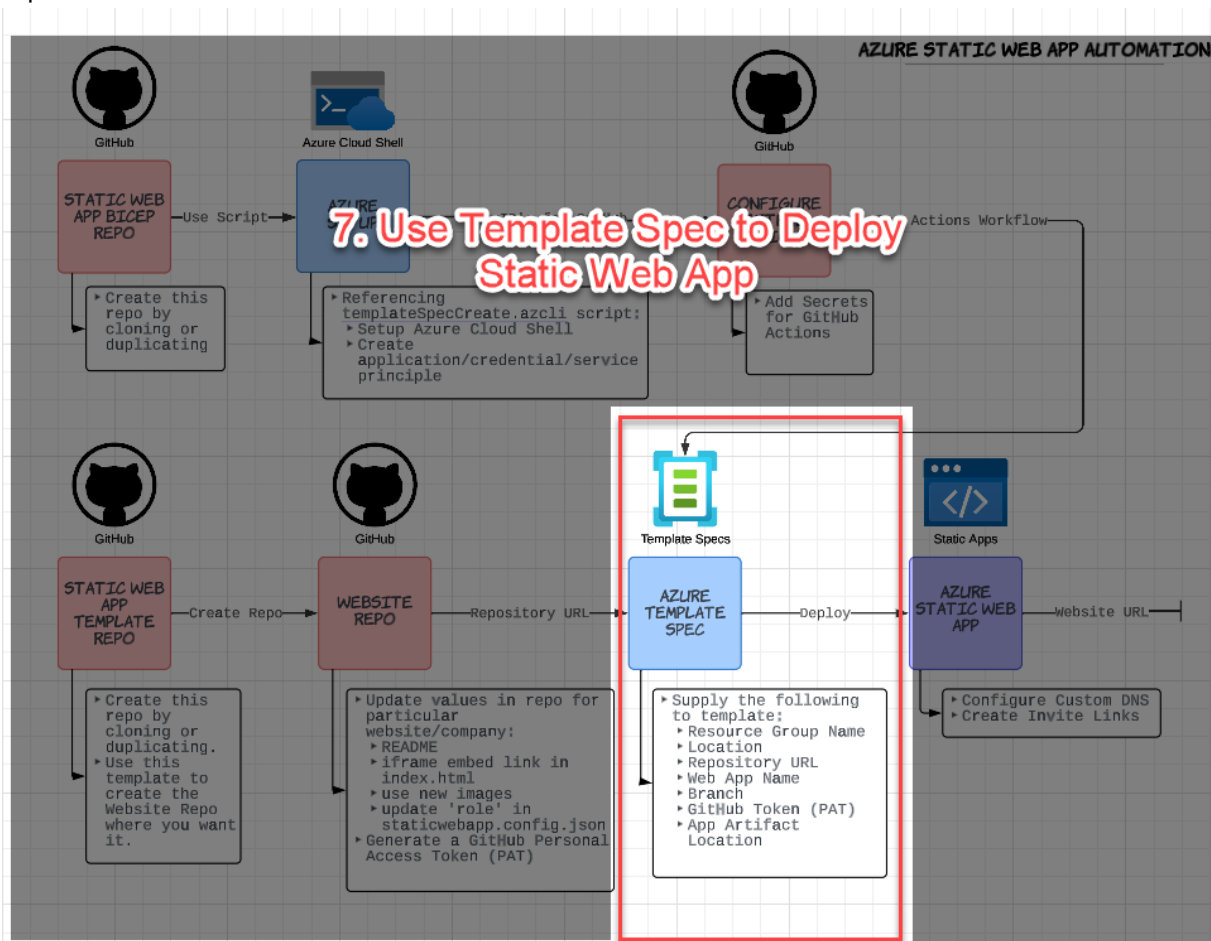 AZURE STATIC WEB APP AUTOMATION
GitHub
Azure Cloud Shell
GitHub
STATIC WEB
APP BICEP
REPO
Use Script
AZURE
CONFIGURE
Actions Workflow
7. Use Template Spec to Deploy
Static Web App
Create this
repo by
cloning or
duplicating
Referencing
templateSpecCreate.azcli script:
Setup Azure Cloud Shell
Create
application/credential/service
principle
Add Secrets
for GitHub
Actions
GitHub
GitHub
Template Specs
Static Apps
STATIC WEB
APP
TEMPLATE
REPO
Create Repo
WEBSITE
REPO
Repository URL
AZURE
TEMPLATE
SPEC
Deploy
AZURE
STATIC WEB
APP
Website URL
Create this
repo by
cloning or
duplicating.
Use this
template to
create the
Website Repo
where you want
it.
Update values in repo for
particular
website/company:
README
iframe embed link in
index.html
use new images
update 'role' in
staticwebapp.config.json
Generate a GitHub Personal
Access Token (PAT)
Supply the following
to template:
Resource Group Name
Location
Repository URL
Web App Name
Branch
GitHub Token (PAT)
App Artifact
Location
Configure Custom DNS
Create Invite Links